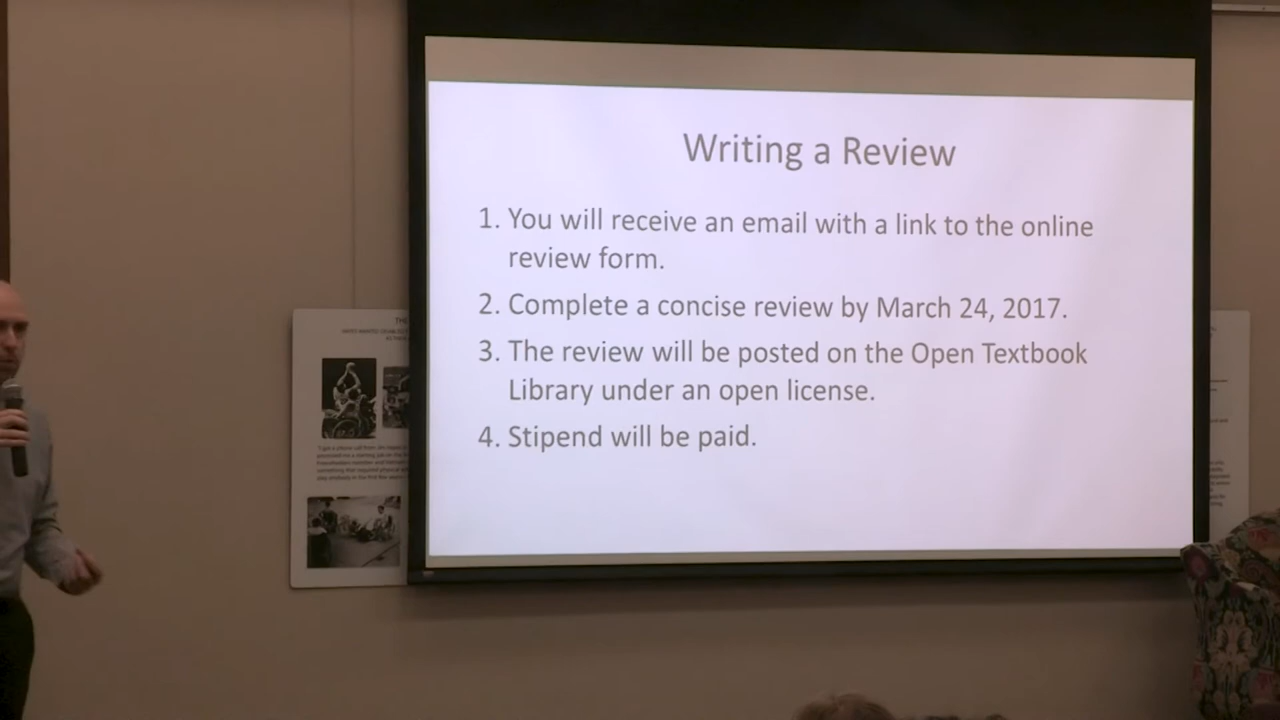 Writing a Review
1. You will receive an email with a link to the online
review form.
2. Complete a concise review by March 24, 2017.
3. The review will be posted on the Open Textbook
Library under an open license.
4. Stipend will be paid.
THE